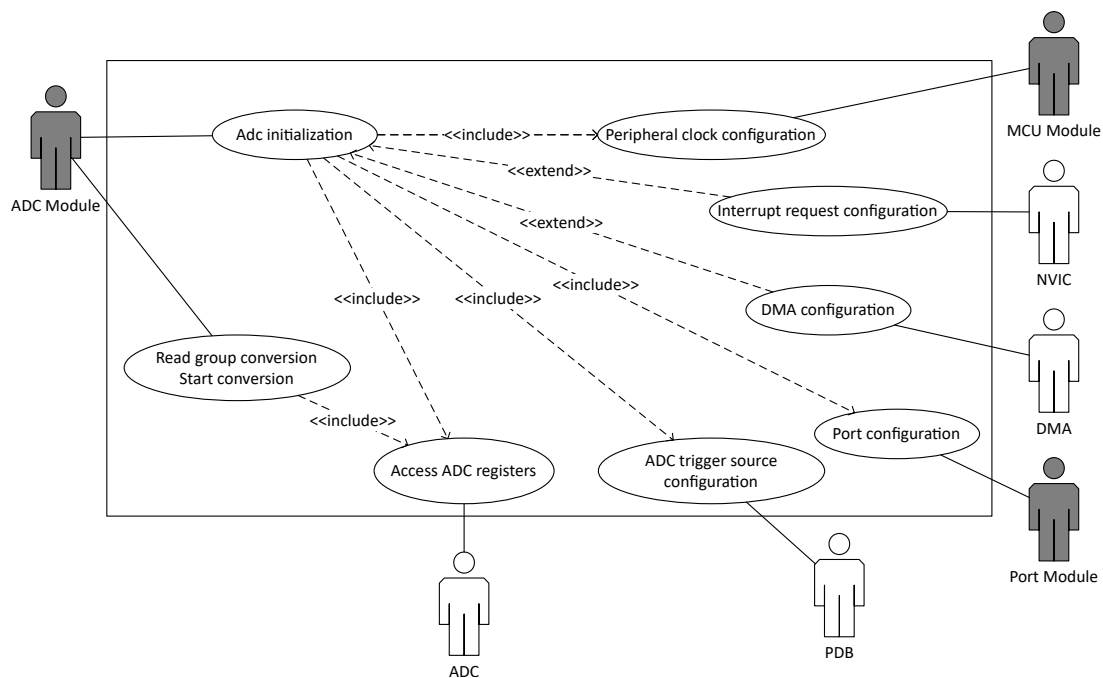 MCU Module
Adc initialization
<<include>>
Peripheral clock configuration
<<extend>>
ADC Module
Interrupt request configuration
<<extend>>
NVIC
<<include>>
<<include>>
<<include>>
DMA configuration
Read group conversion
Start conversion
<<include>>
DMA
Port configuration
Access ADC registers
ADC trigger source
configuration
Port Module
PDB
ADC